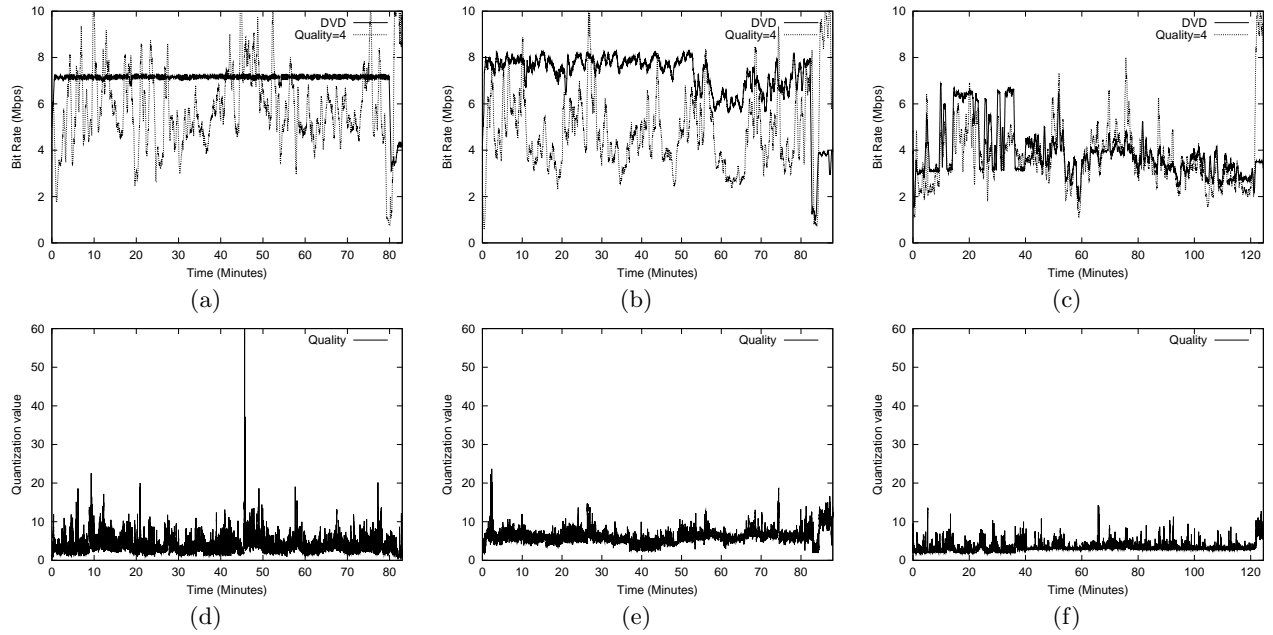 10
8
6
4
2
0
Bit Rate (Mbps)
DVD
Quality=4
0 10 20 30 40 50 60 70 80
Time (Minutes)
(a)
10
8
6
4
2
0
Bit Rate (Mbps)
DVD
Quality=4
0 10 20 30 40 50 60 70 80
Time (Minutes)
(b)
10
8
6
4
2
0
Bit Rate (Mbps)
DVD
Quality=4
0 20 40 60 80 100 120
Time (Minutes)
(c)
60
50
40
30
20
10
0
Quantization value
Quality
0 10 20 30 40 50 60 70 80
Time (Minutes)
(d)
60
50
40
30
20
10
0
Quantization value
Quality
0 10 20 30 40 50 60 70 80
Time (Minutes)
(e)
60
50
40
30
20
10
0
Quantization value
Quality
0 20 40 60 80 100 120
Time (Minutes)
(f)